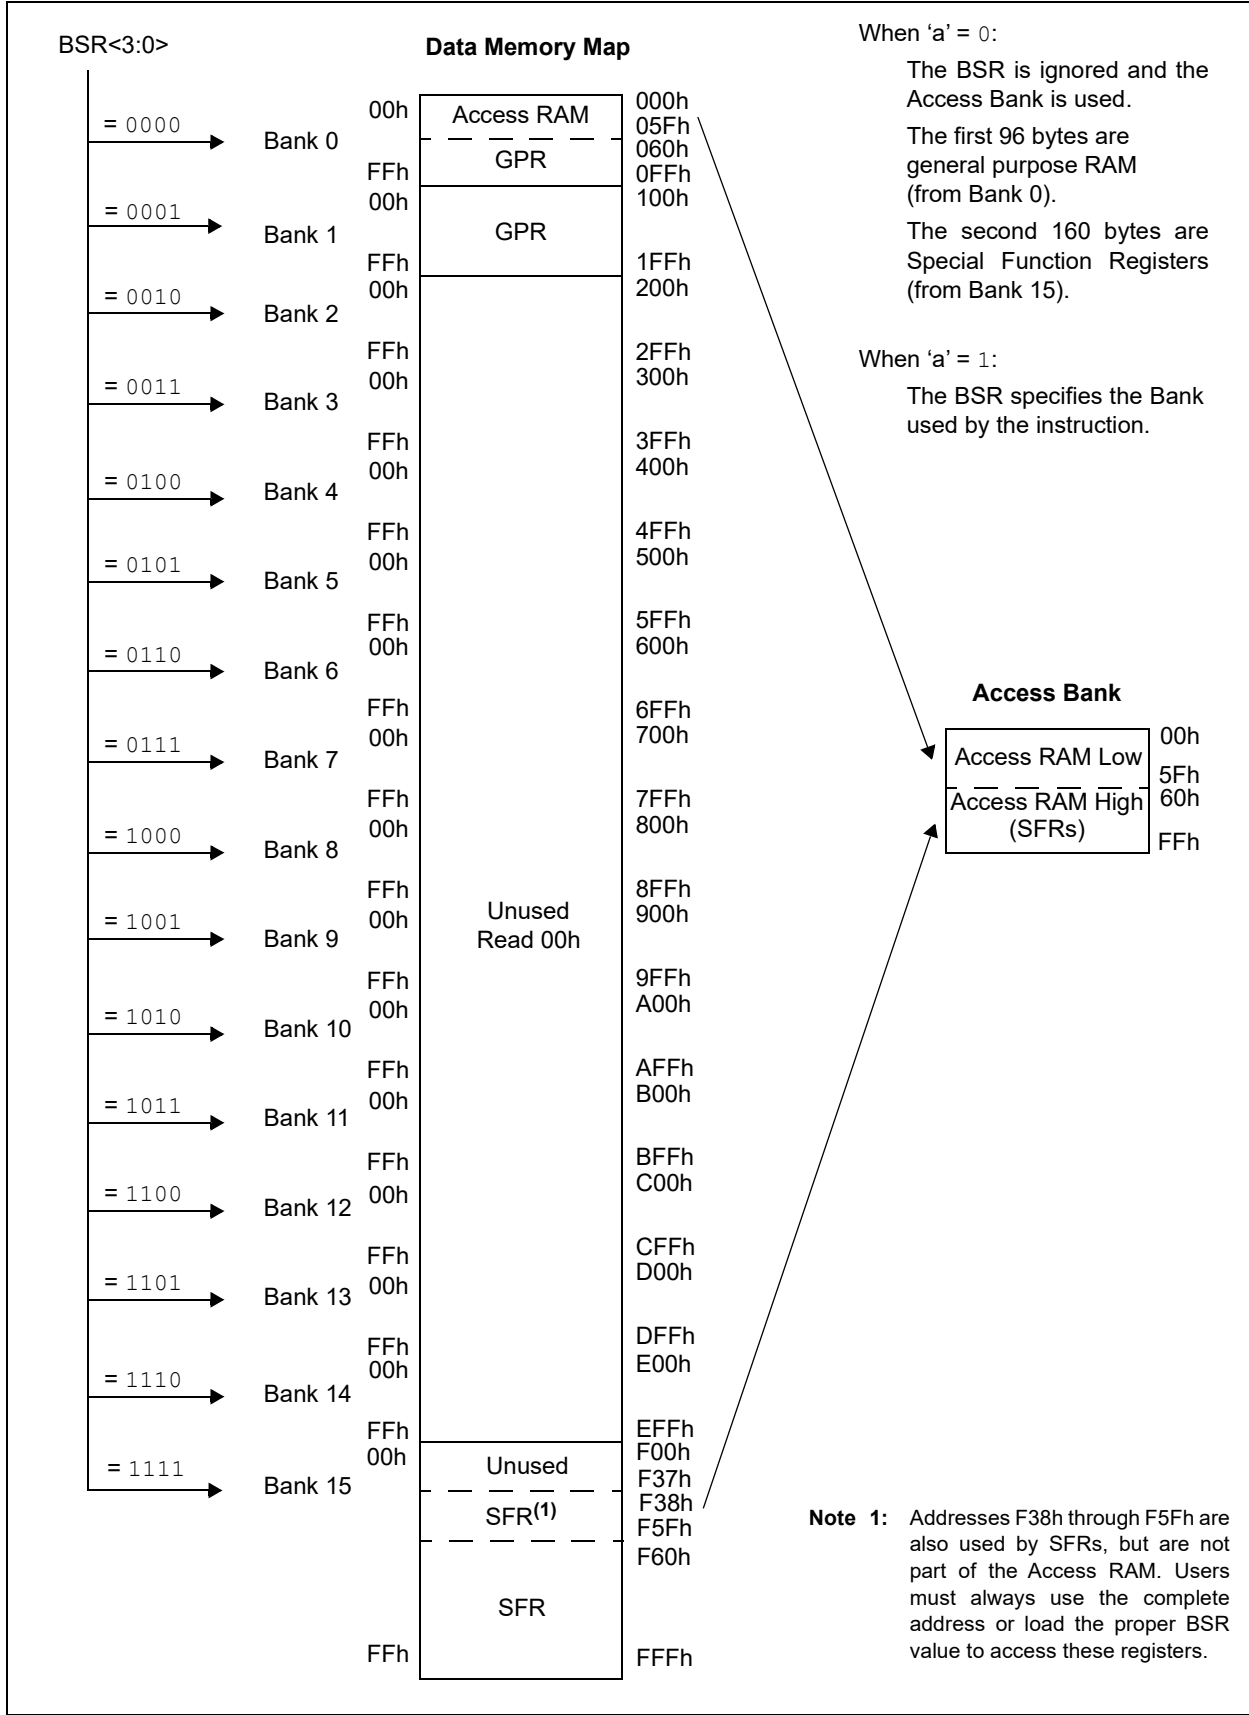 BSR<3:0>
Data Memory Map
When ‘a’ = 0:
The BSR is ignored and the
Access Bank is used.
The first 96 bytes are
general purpose RAM
(from Bank 0).
The second 160 bytes are
Special Function Registers
(from Bank 15).
When ‘a’ = 1:
The BSR specifies the Bank
used by the instruction.
= 0000
Bank 0
00h
FFh
Access RAM
GPR
000h
05Fh
060h
0FFh
= 0001
Bank 1
00h
FFh
GPR
100h
1FFh
= 0010
Bank 2
00h
FFh
200h
2FFh
= 0011
Bank 3
00h
FFh
300h
3FFh
= 0100
Bank 4
00h
FFh
400h
4FFh
= 0101
Bank 5
00h
FFh
500h
5FFh
= 0110
Bank 6
00h
FFh
600h
6FFh
= 0111
Bank 7
00h
FFh
700h
7FFh
= 1000
Bank 8
00h
FFh
800h
8FFh
= 1001
Bank 9
00h
FFh
Unused
Read 00h
900h
9FFh
= 1010
Bank 10
00h
FFh
A00h
AFFh
= 1011
Bank 11
00h
FFh
B00h
BFFh
= 1100
Bank 12
00h
FFh
C00h
CFFh
= 1101
Bank 13
00h
FFh
D00h
DFFh
= 1110
Bank 14
00h
FFh
E00h
EFFh
= 1111
Bank 15
00h
FFh
Unused
SFR(1)
SFR
F00h
F37h
F38h
F5Fh
F60h
FFFh
Access Bank
Access RAM Low
Access RAM High
(SFRs)
00h
5Fh
60h
FFh
Note 1: Addresses F38h through F5Fh are
also used by SFRs, but are not
part of the Access RAM. Users
must always use the complete
address or load the proper BSR
value to access these registers.